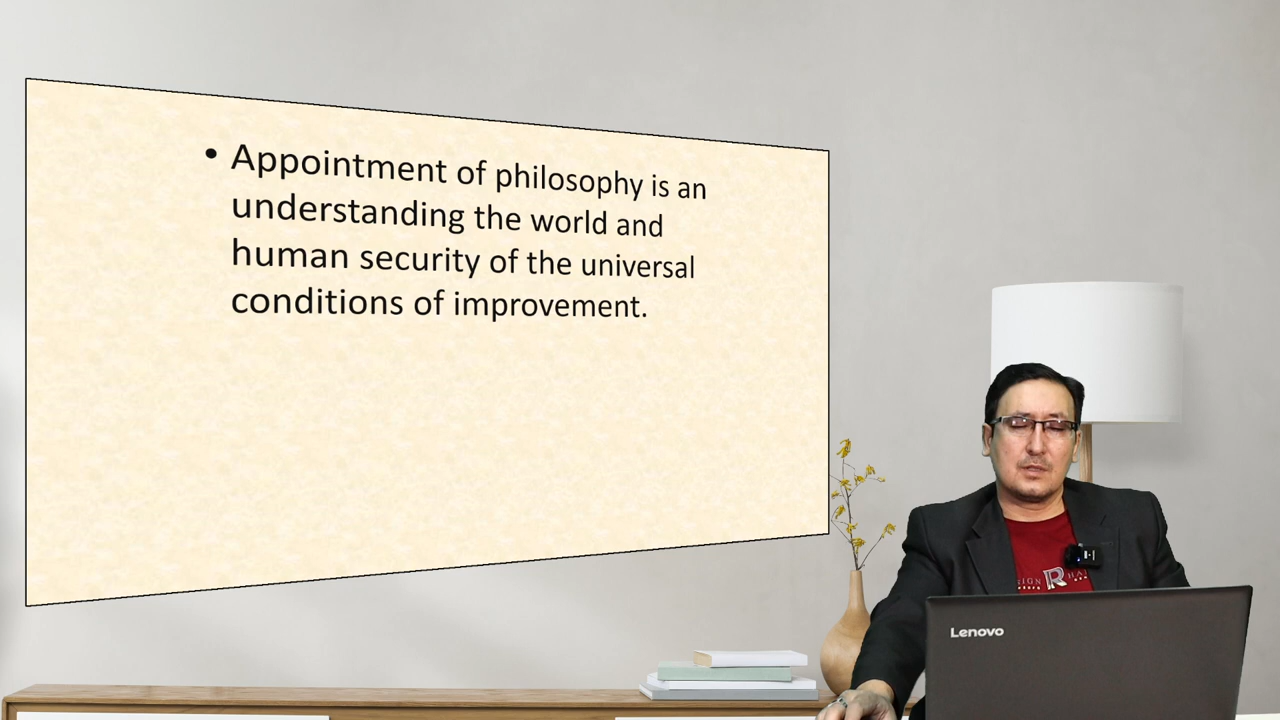 • Appointment of philosophy is an
understanding the world and
human security of the universal
conditions of improvement.
Lenovo